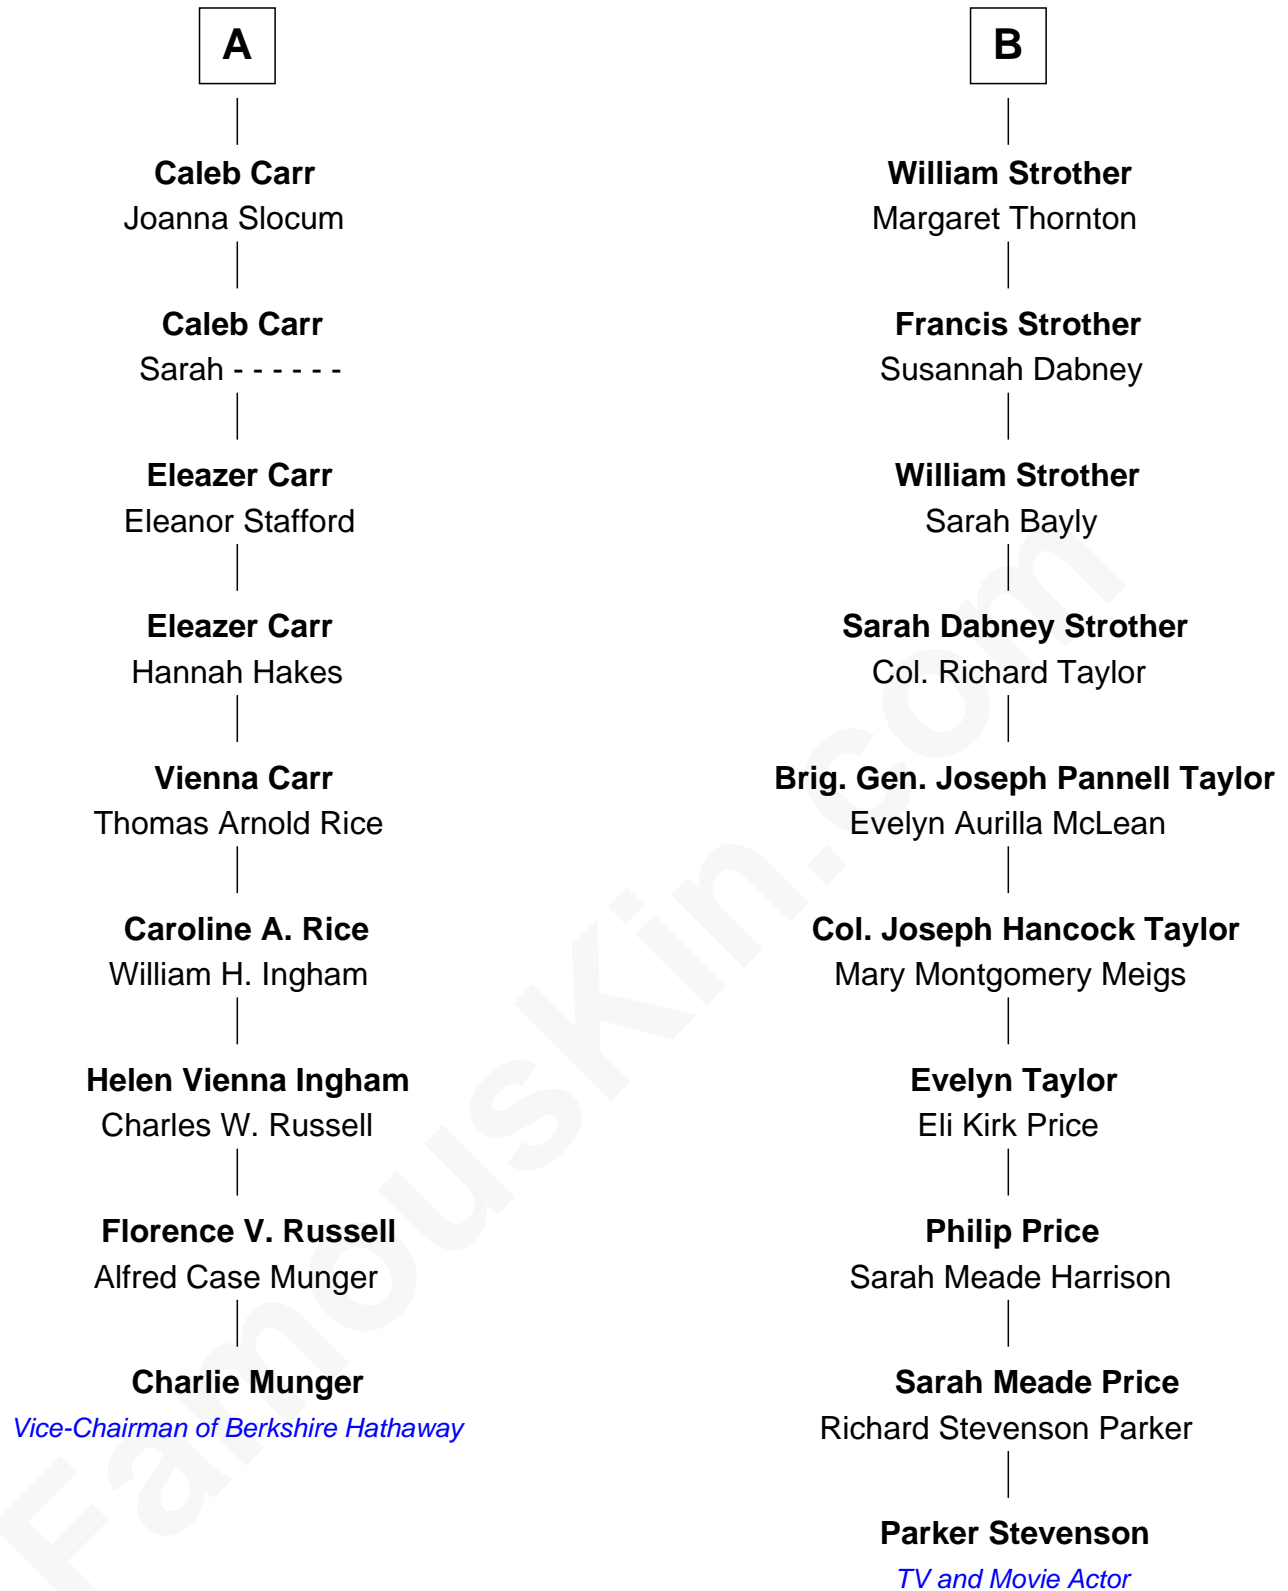 A
Caleb Carr
Joanna Slocum
Caleb Carr
Sarah - - - - - -
Eleazer Carr
Eleanor Stafford
Eleazer Carr
Hannah Hakes
Vienna Carr
Thomas Arnold Rice
Caroline A. Rice
William H. Ingham
Helen Vienna Ingham
Charles W. Russell
Florence V. Russell
Alfred Case Munger
Charlie Munger
Vice-Chairman of Berkshire Hathaway
B
William Strother
Margaret Thornton
Francis Strother
Susannah Dabney
William Strother
Sarah Bayly
Sarah Dabney Strother
Col. Richard Taylor
Brig. Gen. Joseph Pannell Taylor
Evelyn Aurilla McLean
Col. Joseph Hancock Taylor
Mary Montgomery Meigs
Evelyn Taylor
Eli Kirk Price
Philip Price
Sarah Meade Harrison
Sarah Meade Price
Richard Stevenson Parker
Parker Stevenson
TV and Movie Actor
FamousKin.com